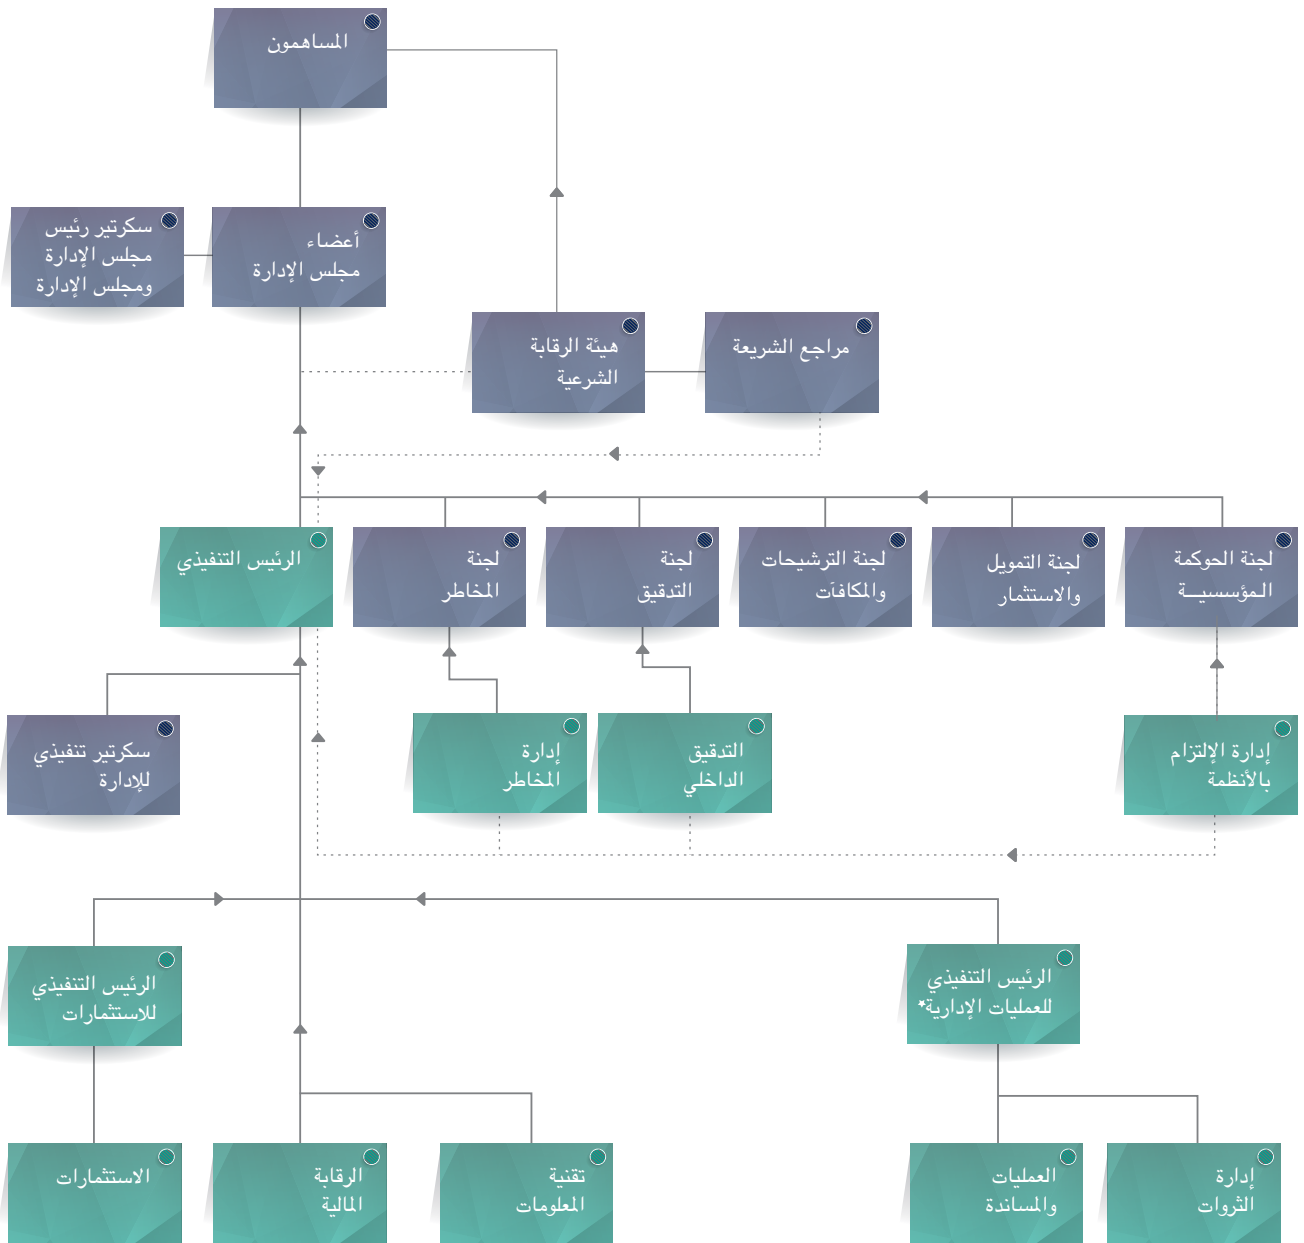 المساهمون
أعضاء
مجلس الإدارة
سكرتير رئيس
مجلس الإدارة
ومجلس الإدارة
مراجع الشريعة
هيئة الرقابة
الشرعية
لجنة الحوكمة
المؤسسيــة
لجنة التمويل
والاستثمار
لجنة الترشيحات
والمكافآت
لجنة
التدقيق
لجنة
المخاطر
الرئيس التنفيذي
إدارة الإلتزام
بالأنظمة
التدقيق
الداخلي
إدارة
المخاطر
سكرتير تنفيذي
للإدارة
الرئيس التنفيذي
للعمليات الإدارية*
الرئيس التنفيذي
للاستثمارات
إدارة
الثروات
العمليات
والمساندة
تقنية
المعلومات
الرقابة
المالية
الاستثمارات